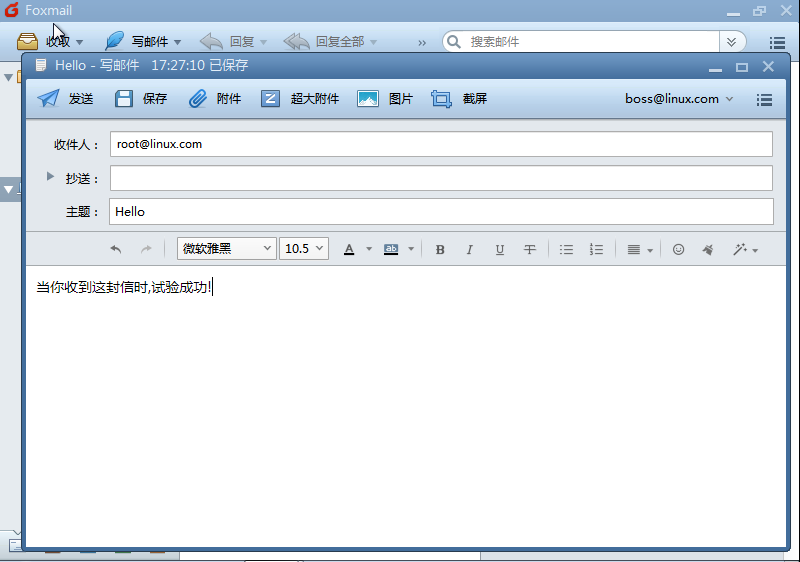 Foxmail
收取 写邮件 回复 回复全部 » 搜索邮件
Hello - 写邮件 17:27:10 已保存
发送 保存 附件 超大附件 图片 截屏 boss@linux.com
收件人： root@linux.com
抄送：
主题： Hello
微软雅黑 10.5 A ab B I U T
当你收到这封信时,试验成功!